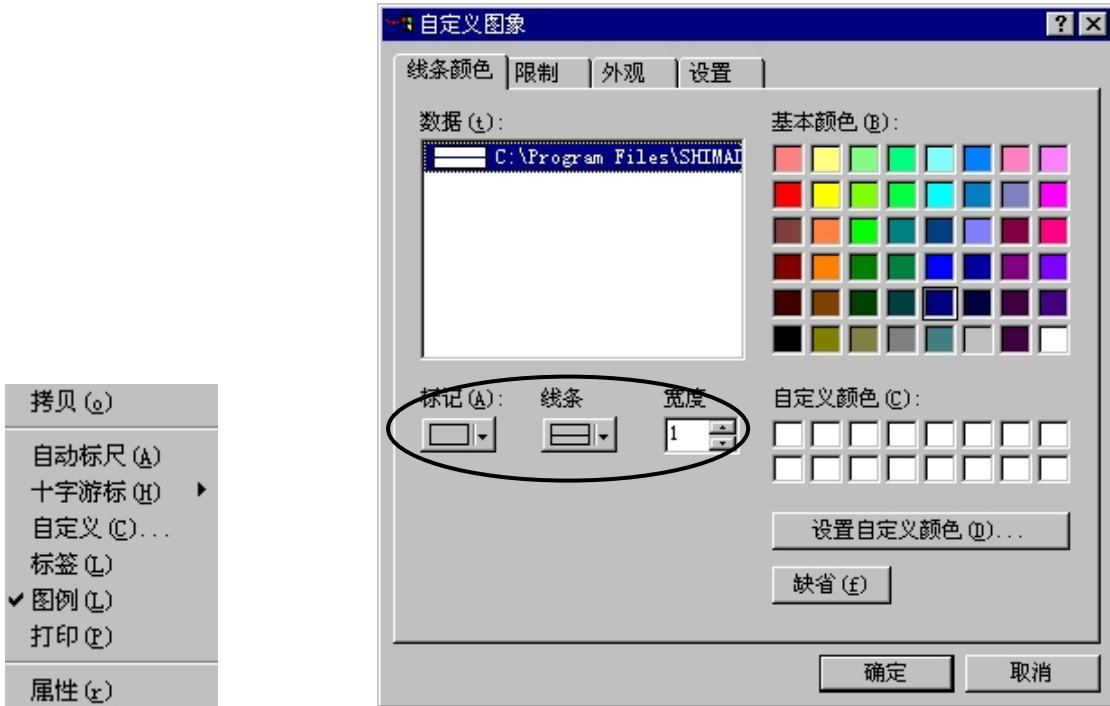 拷贝(o)
自动标尺(A)
十字游标(H)
自定义(C)...
标签(L)
图例(L)
打印(P)
属性(r)
自定义图象
线条颜色 限制 外观 设置
数据(t):
C:\Program Files\SHIMAD
基本颜色(B):
标记(A): 线条 宽度
1
自定义颜色(C):
设置自定义颜色(D)...
缺省(f)
确定 取消